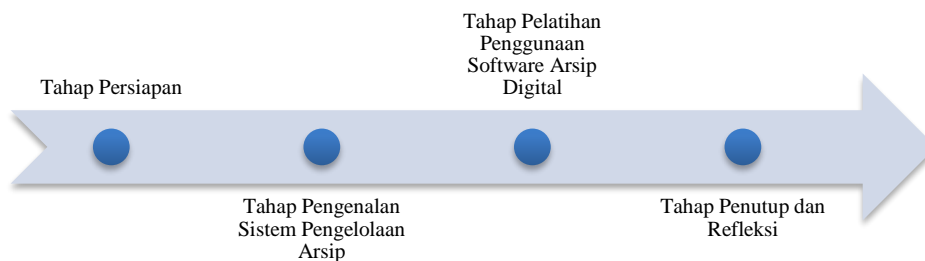 Tahap Persiapan
Tahap Pengenalan
Sistem Pengelolaan
Arsip
Tahap Pelatihan
Penggunaan
Software Arsip
Digital
Tahap Penutup dan
Refleksi